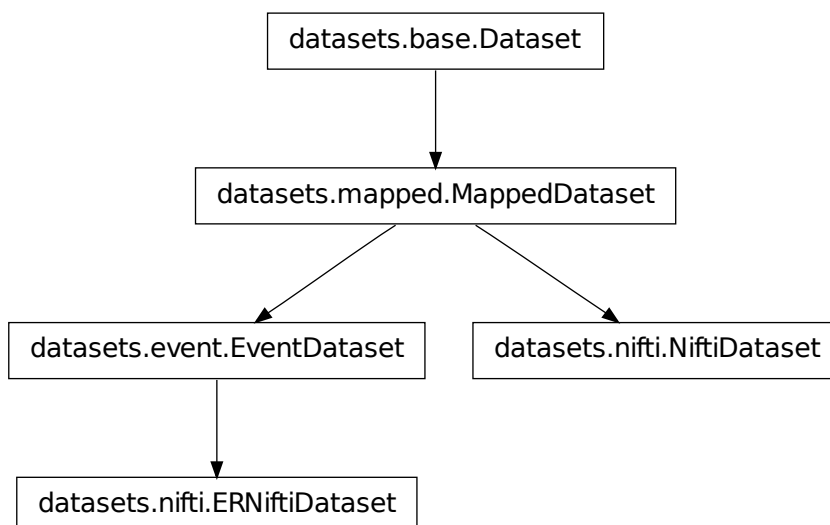 datasets.base.Dataset
datasets.mapped.MappedDataset
datasets.event.EventDataset
datasets.nifti.NiftiDataset
datasets.nifti.ERNiftiDataset